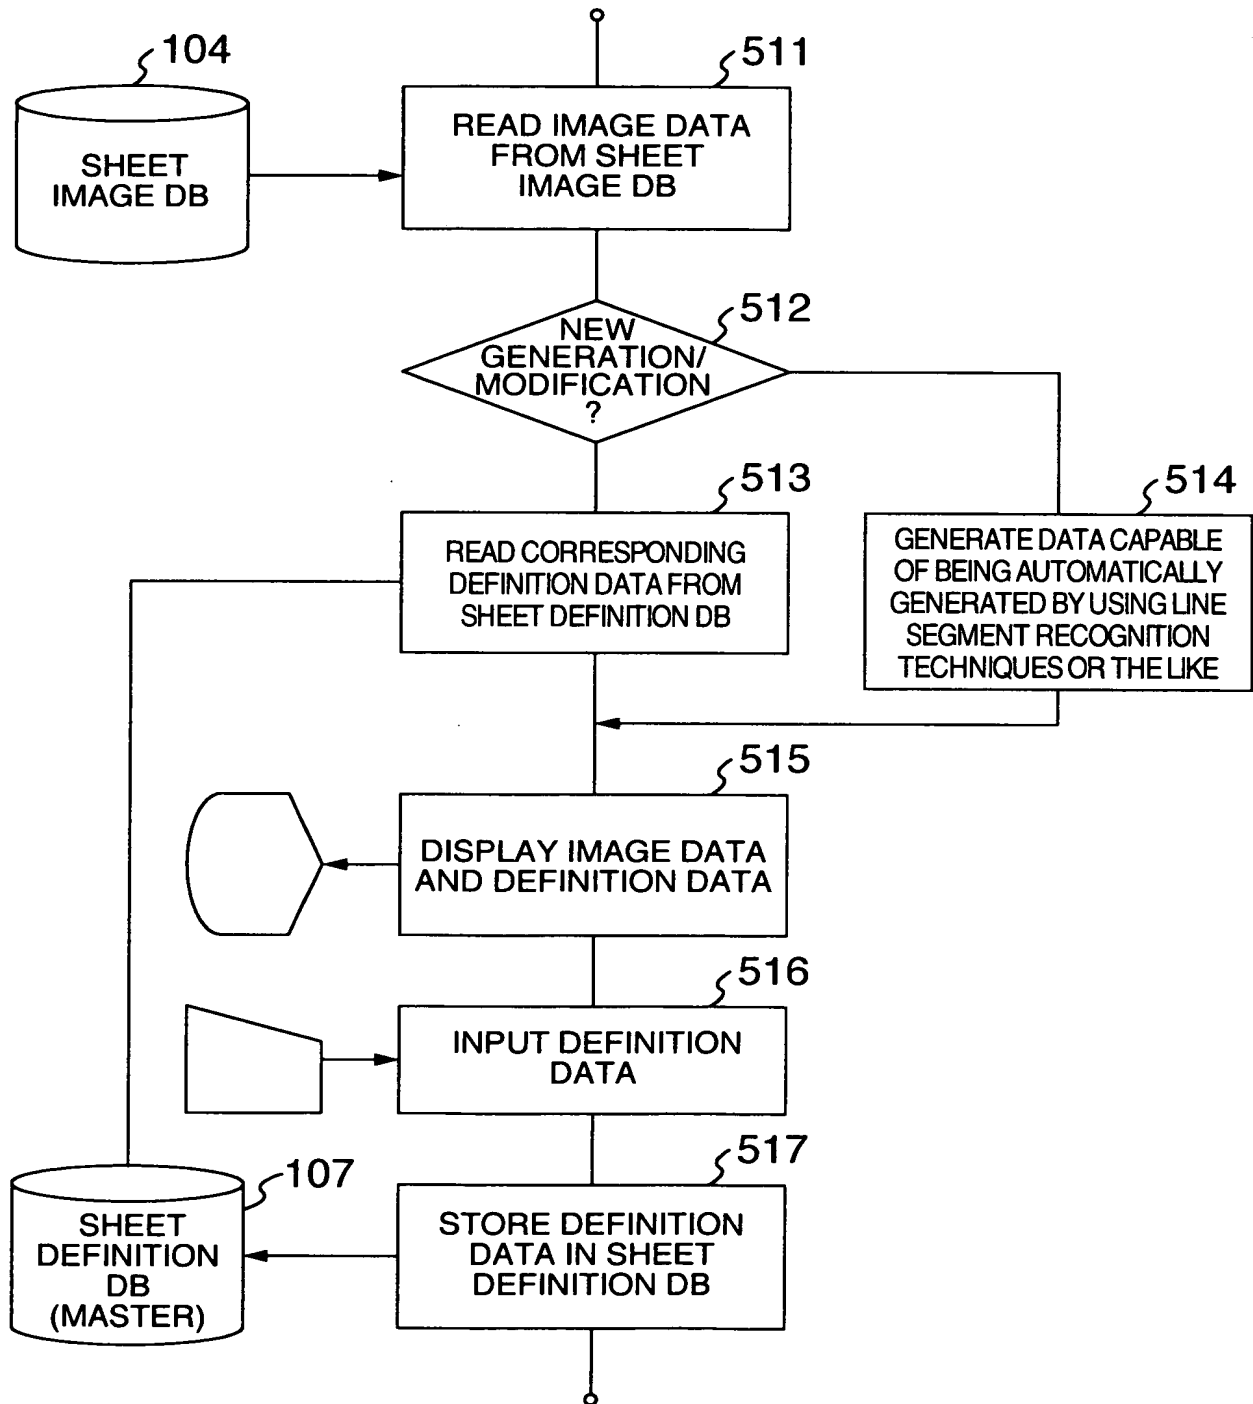 104
SHEET
IMAGE DB
511
READ IMAGE DATA
FROM SHEET
IMAGE DB
512
NEW
GENERATION/
MODIFICATION
?
513
READ CORRESPONDING
DEFINITION DATA FROM
SHEET DEFINITION DB
514
GENERATE DATA CAPABLE
OF BEING AUTOMATICALLY
GENERATED BY USING LINE
SEGMENT RECOGNITION
TECHNIQUES OR THE LIKE
515
DISPLAY IMAGE DATA
AND DEFINITION DATA
516
INPUT DEFINITION
DATA
107
SHEET
DEFINITION
DB
(MASTER)
517
STORE DEFINITION
DATA IN SHEET
DEFINITION DB